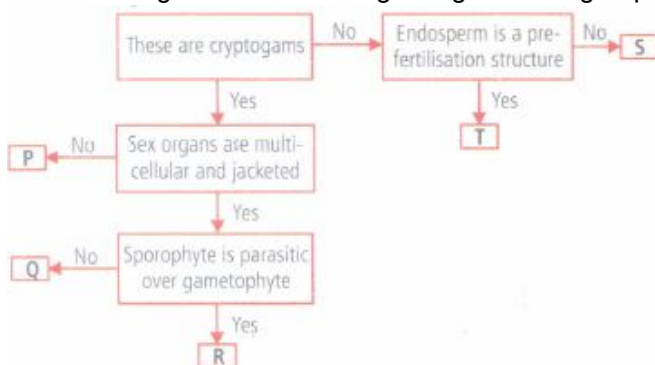 These are cryptogams
No
Endosperm is a pre-
fertilisation structure
No
S
Yes
Yes
T
P
No
Sex organs are multi-
cellular and jacketed
Yes
Q
No
Sporophyte is parasitic
over gametophyte
Yes
R